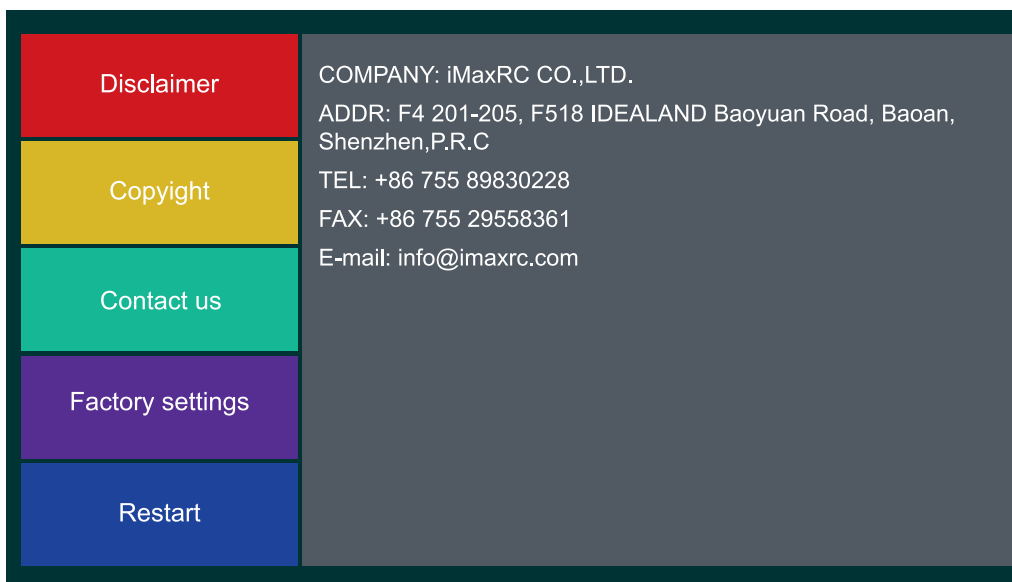 Disclaimer
Copyight
Contact us
Factory settings
Restart
COMPANY: iMaxRC CO.,LTD.
ADDR: F4 201-205, F518 IDEALAND Baoyuan Road, Baoan,
Shenzhen,P.R.C
TEL: +86 755 89830228
FAX: +86 755 29558361
E-mail: info@imaxrc.com